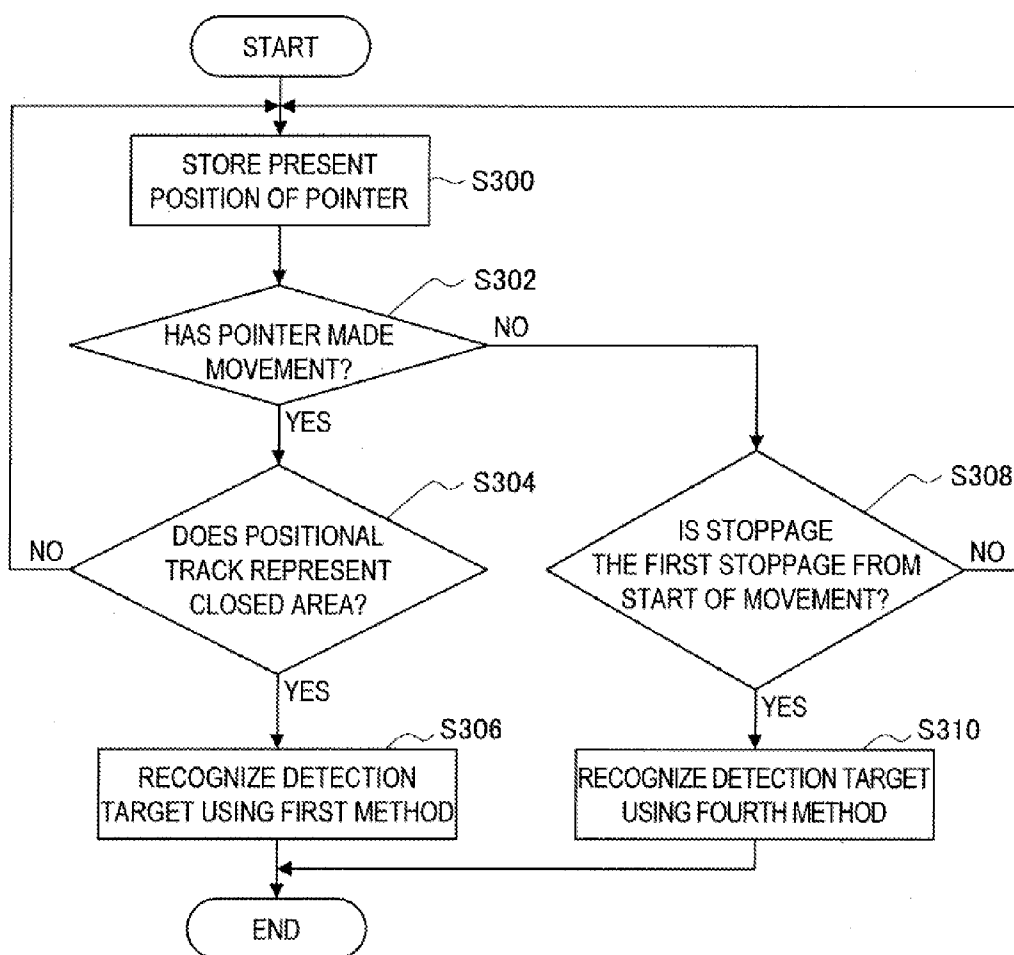 START
STORE PRESENT
POSITION OF POINTER
S300
S302
HAS POINTER MADE
MOVEMENT?
NO
YES
S304
DOES POSITIONAL
TRACK REPRESENT
CLOSED AREA?
NO
YES
S308
IS STOPPAGE
THE FIRST STOPPAGE FROM
START OF MOVEMENT?
NO
YES
S306
RECOGNIZE DETECTION
TARGET USING FIRST METHOD
S310
RECOGNIZE DETECTION TARGET
USING FOURTH METHOD
END